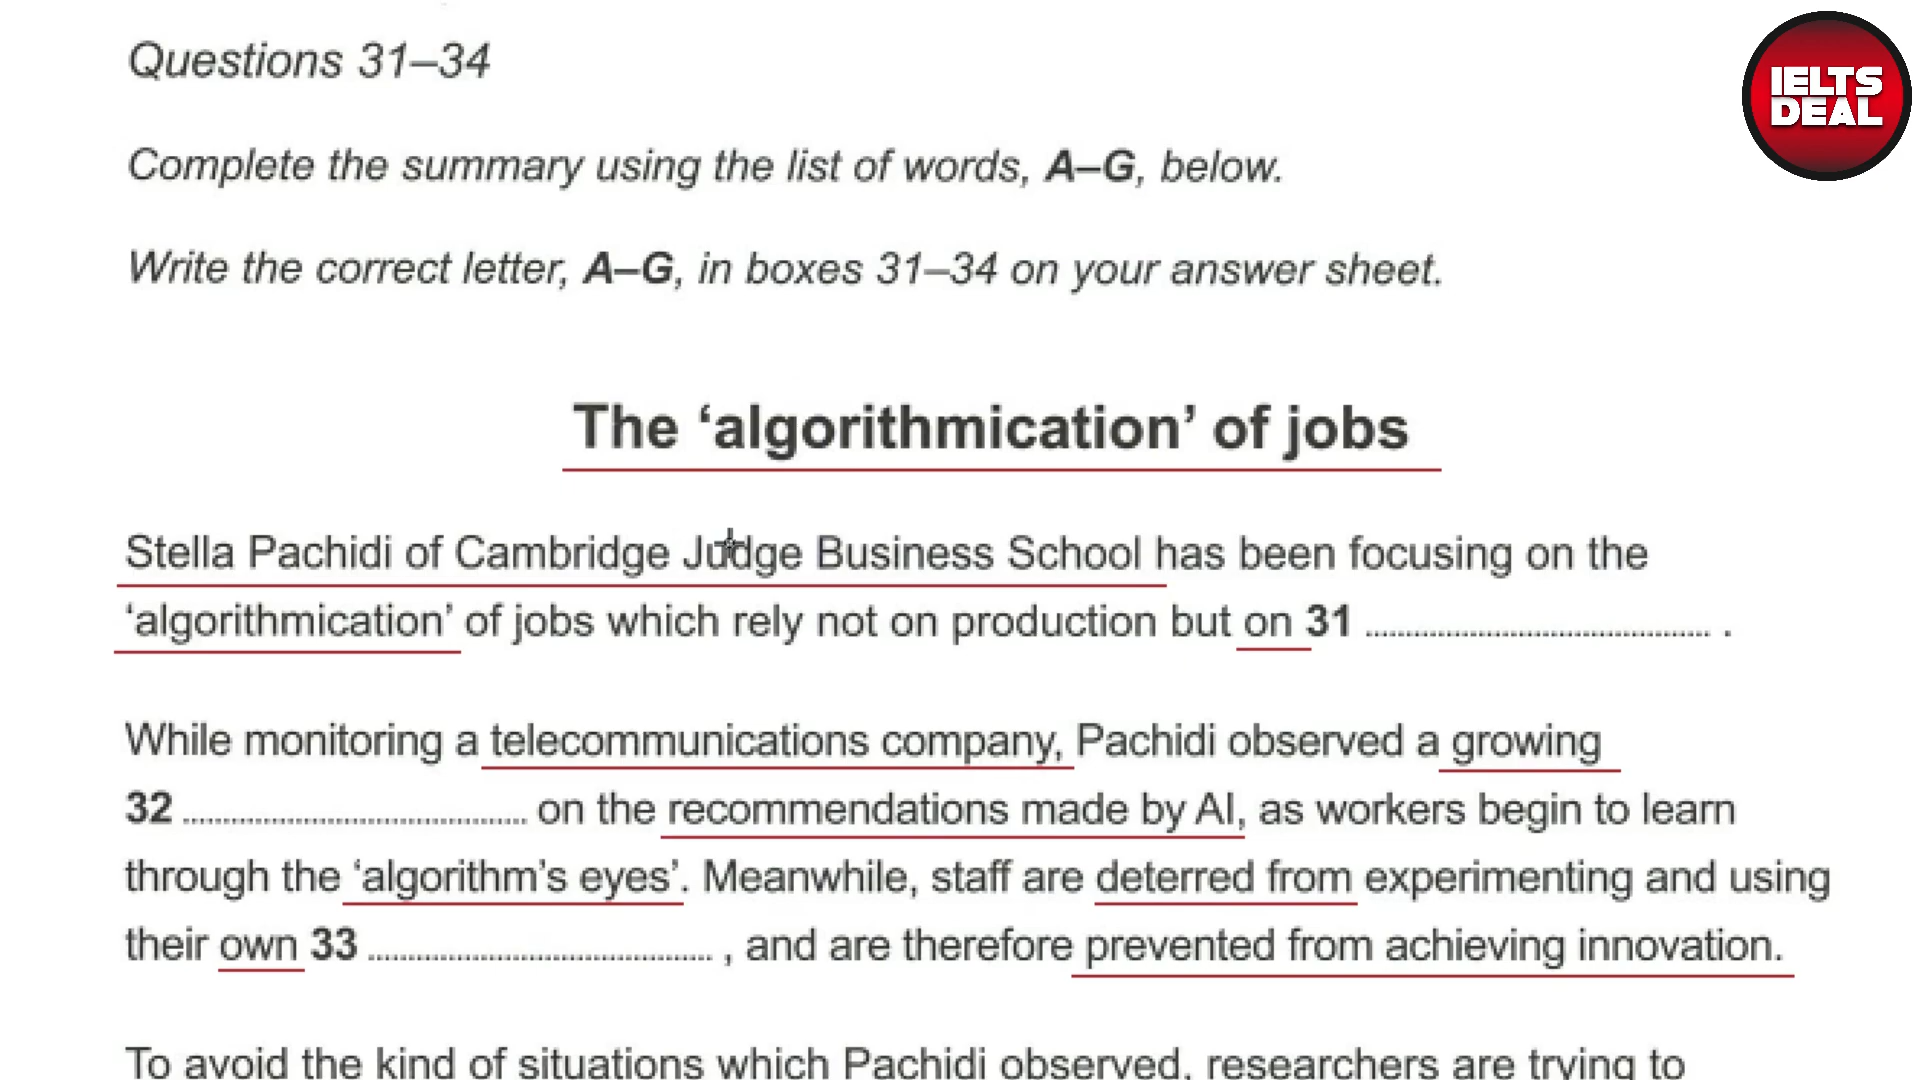 Questions 31–34
IELTS
DEAL
Complete the summary using the list of words, A–G, below.
Write the correct letter, A–G, in boxes 31–34 on your answer sheet.
The ‘algorithmication’ of jobs
Stella Pachidi of Cambridge Judge Business School has been focusing on the
‘algorithmication’ of jobs which rely not on production but on 31 ........................................ .
While monitoring a telecommunications company, Pachidi observed a growing
32 ........................................ on the recommendations made by AI, as workers begin to learn
through the ‘algorithm’s eyes’. Meanwhile, staff are deterred from experimenting and using
their own 33 ........................................ , and are therefore prevented from achieving innovation.
To avoid the kind of situations which Pachidi observed, researchers are trying to